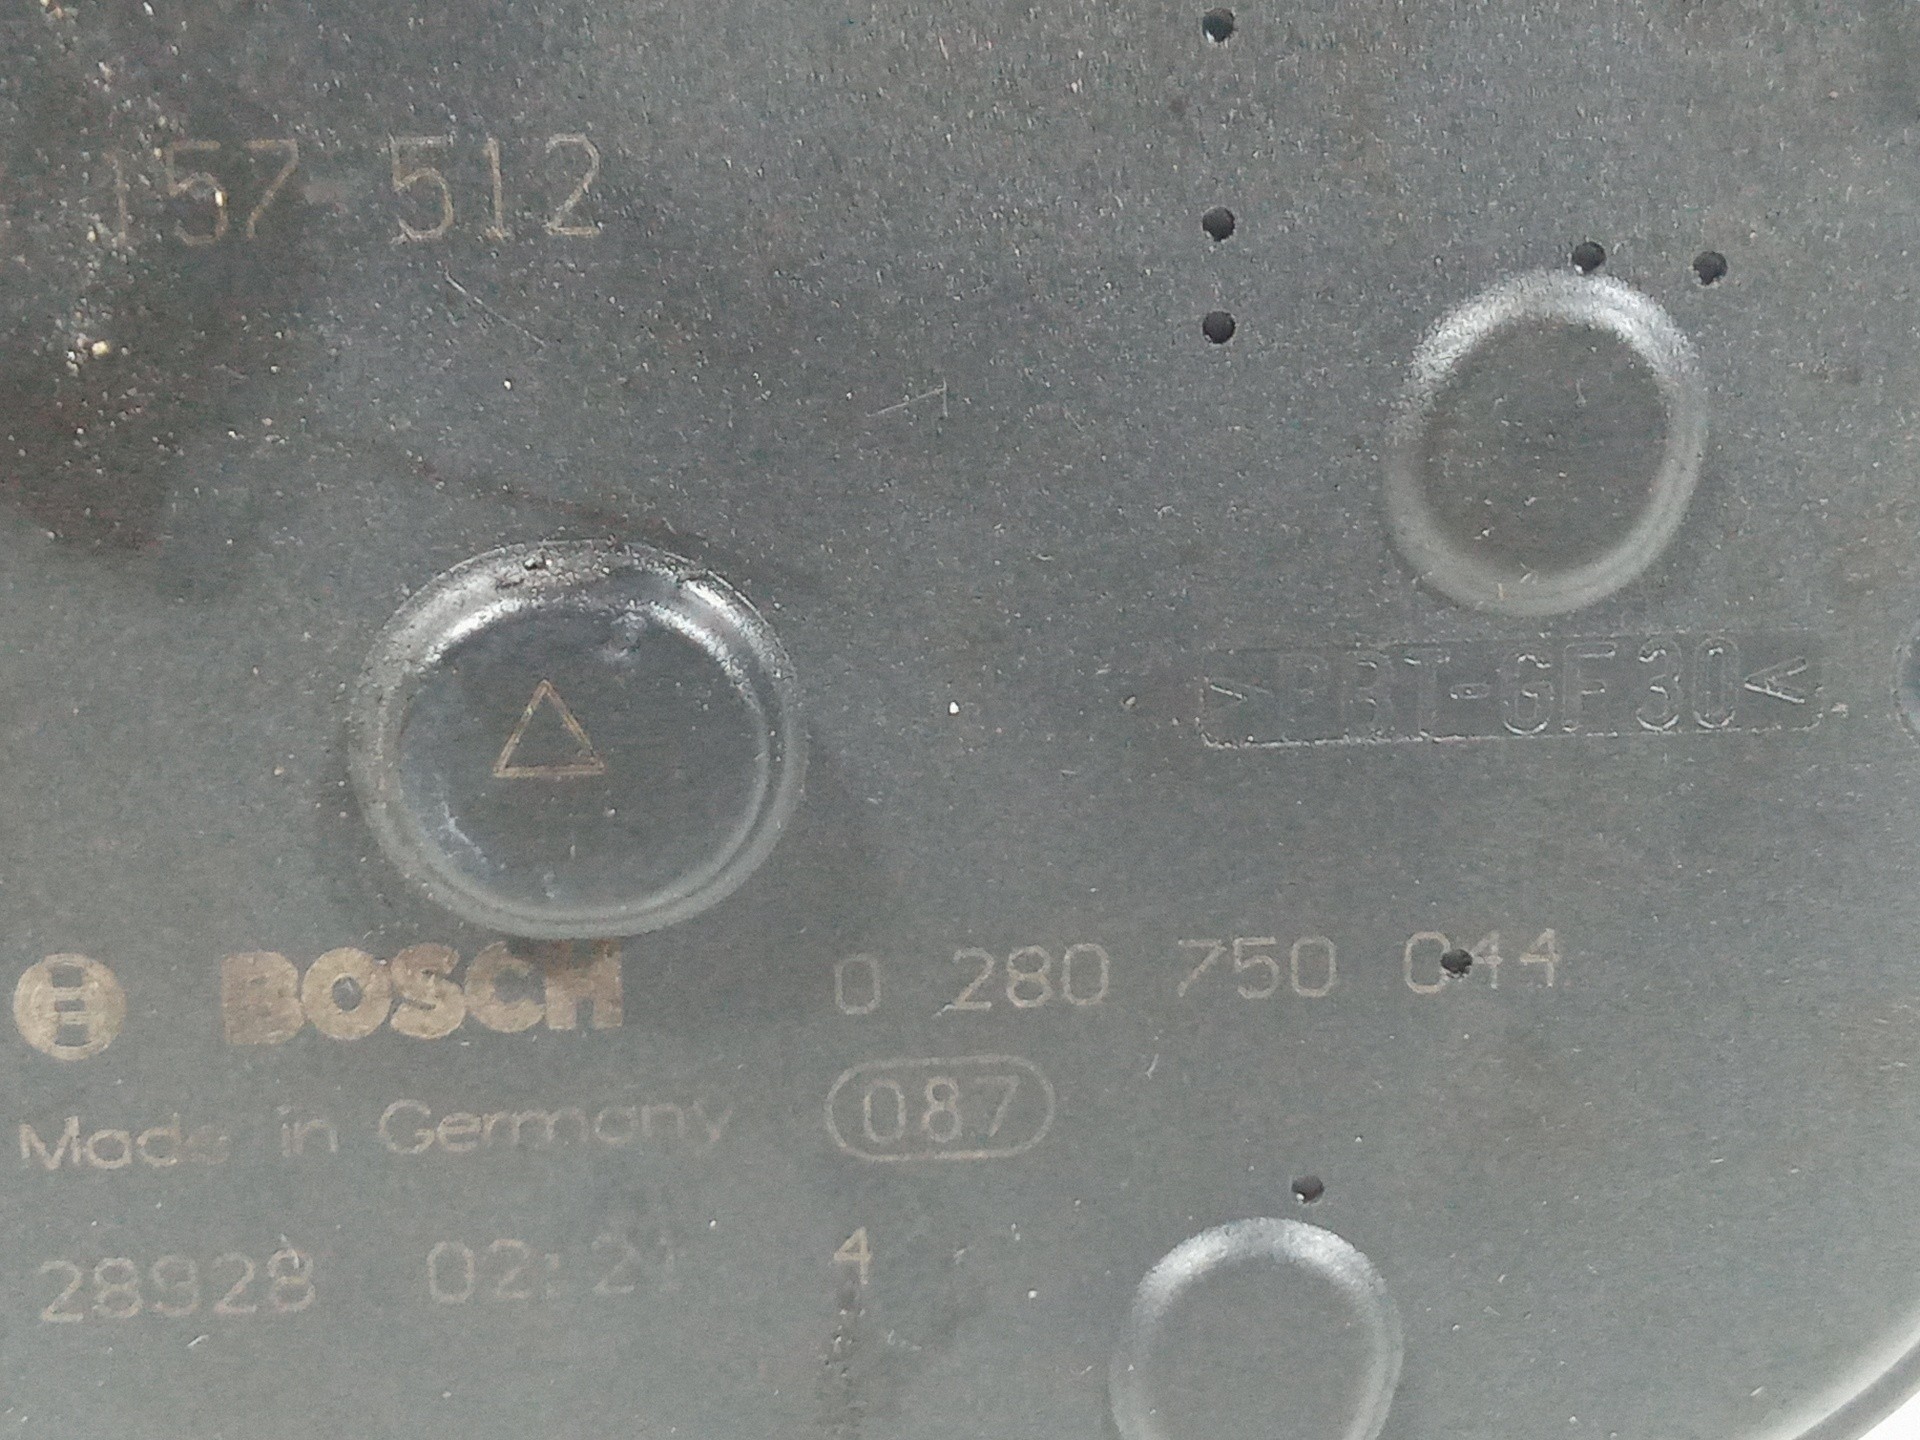 157 512
>PBT-GF30<
BOSCH 0 280 750 044
Made in Germany 087
28928 02:21 4